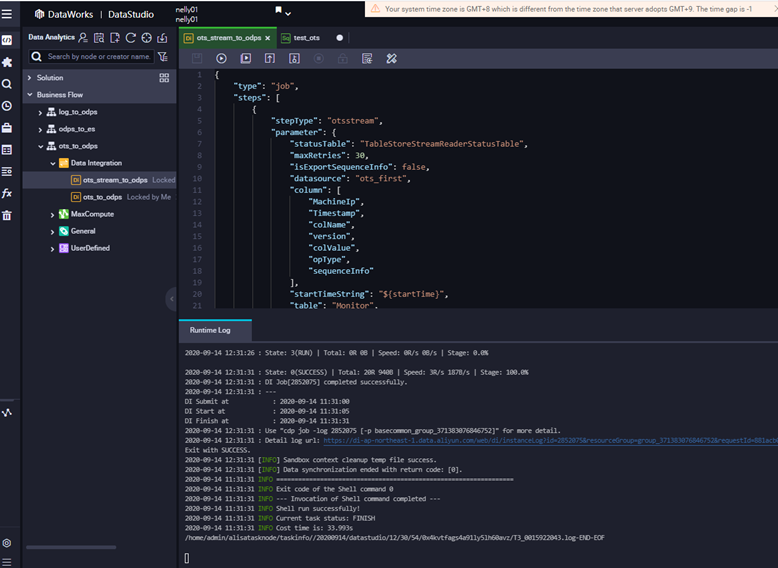 DataWorks | DataStudio
nelly01
nelly01
Your system time zone is GMT+8 which is different from the time zone that server adopts GMT+9. The time gap is -1
Data Analytics
Search by node or creator name.
Solution
Business Flow
log_to_odps
odps_to_es
ots_to_odps
Data Integration
DI ots_stream_to_odps Locked
DI ots_to_odps Locked by Me
MaxCompute
General
UserDefined
DI ots_stream_to_odps ×
Sq test_ots
1 {
2 "type": "job",
3 "steps": [
4 {
5 "stepType": "otsstream",
6 "parameter": {
7 "statusTable": "TableStoreStreamReaderStatusTable",
8 "maxRetries": 30,
9 "isExportSequenceInfo": false,
10 "datasource": "ots_first",
11 "column": [
12 "MachineIp",
13 "Timestamp",
14 "colName",
15 "version",
16 "colValue",
17 "opType",
18 "sequenceInfo"
19 ],
20 "startTimeString": "${startTime}",
21 "table": "Monitor",
Runtime Log
2020-09-14 12:31:26 : State: 3(RUN) | Total: 0R 0B | Speed: 0R/s 0B/s | Stage: 0.0%
2020-09-14 12:31:31 : State: 0(SUCCESS) | Total: 20R 940B | Speed: 3R/s 187B/s | Stage: 100.0%
2020-09-14 12:31:31 : DI Job[2852075] completed successfully.
2020-09-14 12:31:31 : ---
DI Submit at : 2020-09-14 11:31:00
DI Start at : 2020-09-14 11:31:05
DI Finish at : 2020-09-14 11:31:31
2020-09-14 12:31:31 : Use "cdp job -log 2852075 [-p basecommon_group_371383076846752]" for more detail.
2020-09-14 12:31:31 : Detail log url: https://di-ap-northeast-1.data.aliyun.com/web/di/instanceLog?id=2852075&resourceGroup=group_371383076846752&requestId=
Exit with SUCCESS.
2020-09-14 12:31:31 [INFO] Sandbox context cleanup temp file success.
2020-09-14 12:31:31 [INFO] Data synchronization ended with return code: [0].
2020-09-14 11:31:31 INFO =================================================================
2020-09-14 11:31:31 INFO Exit code of the Shell command 0
2020-09-14 11:31:31 INFO --- Invocation of Shell command completed ---
2020-09-14 11:31:31 INFO Shell run successfully!
2020-09-14 11:31:31 INFO Current task status: FINISH
2020-09-14 11:31:31 INFO Cost time is: 33.993s
/home/admin/alisatasknode/taskinfo//20200914/datastudio/12/30/54/0x4kvtfags4a91ly5lh60avz/T3_0015922043.log-END-EOF